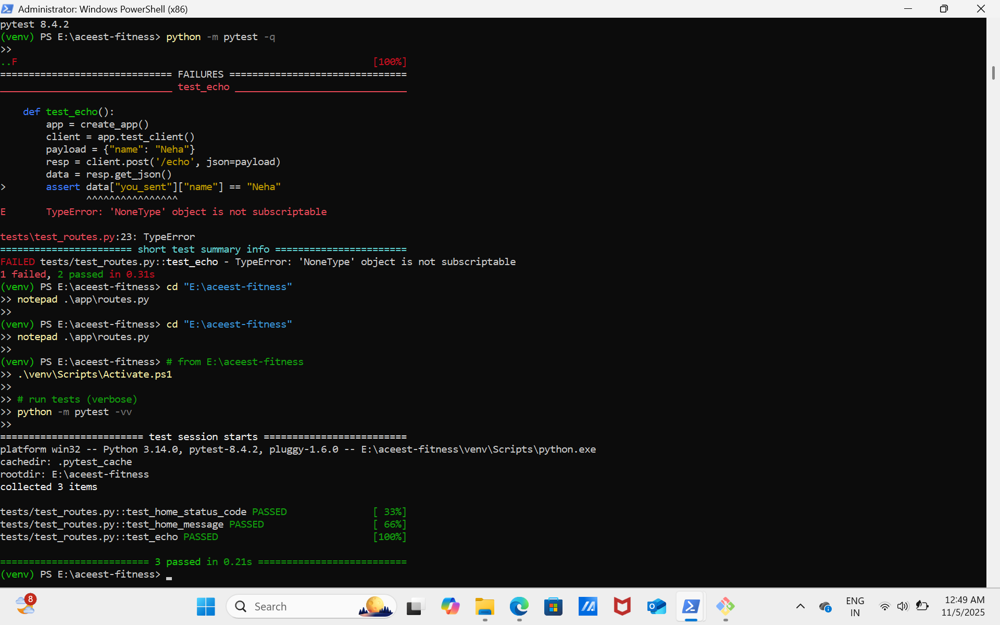 Administrator: Windows PowerShell (x86)
pytest 8.4.2
(venv) PS E:\aceest-fitness> python -m pytest -q
>>
..F [100%]
============================== FAILURES ===============================
______________________________ test_echo ______________________________
def test_echo():
app = create_app()
client = app.test_client()
payload = {"name": "Neha"}
resp = client.post('/echo', json=payload)
data = resp.get_json()
> assert data["you_sent"]["name"] == "Neha"
^^^^^^^^^^^^^^^^
E TypeError: 'NoneType' object is not subscriptable
tests\test_routes.py:23: TypeError
======================= short test summary info =======================
FAILED tests/test_routes.py::test_echo - TypeError: 'NoneType' object is not subscriptable
1 failed, 2 passed in 0.31s
(venv) PS E:\aceest-fitness> cd "E:\aceest-fitness"
>> notepad .\app\routes.py
>>
(venv) PS E:\aceest-fitness> cd "E:\aceest-fitness"
>> notepad .\app\routes.py
>>
(venv) PS E:\aceest-fitness> # from E:\aceest-fitness
>> .\venv\Scripts\Activate.ps1
>>
>> # run tests (verbose)
>> python -m pytest -vv
>>
========================= test session starts =========================
platform win32 -- Python 3.14.0, pytest-8.4.2, pluggy-1.6.0 -- E:\aceest-fitness\venv\Scripts\python.exe
cachedir: .pytest_cache
rootdir: E:\aceest-fitness
collected 3 items
tests/test_routes.py::test_home_status_code PASSED [ 33%]
tests/test_routes.py::test_home_message PASSED [ 66%]
tests/test_routes.py::test_echo PASSED [100%]
========================== 3 passed in 0.21s ==========================
(venv) PS E:\aceest-fitness>
8
Search
ENG
IN
12:49 AM
11/5/2025